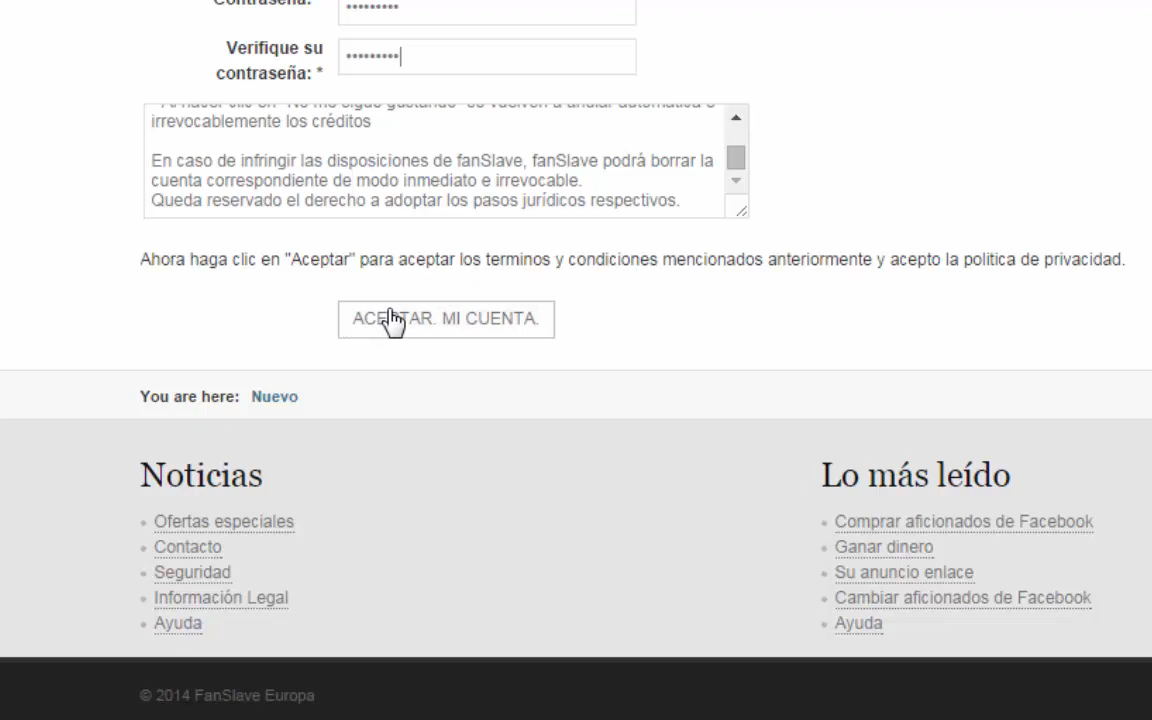 Contraseña: *
•••••••••
Verifique su
contraseña: *
•••••••••
irrevocablemente los créditos
En caso de infringir las disposiciones de fanSlave, fanSlave podrá borrar la
cuenta correspondiente de modo inmediato e irrevocable.
Queda reservado el derecho a adoptar los pasos jurídicos respectivos.
Ahora haga clic en "Aceptar" para aceptar los terminos y condiciones mencionados anteriormente y acepto la politica de privacidad.
ACEPTAR. MI CUENTA.
You are here: Nuevo
Noticias
Ofertas especiales
Contacto
Seguridad
Información Legal
Ayuda
Lo más leído
Comprar aficionados de Facebook
Ganar dinero
Su anuncio enlace
Cambiar aficionados de Facebook
Ayuda
© 2014 FanSlave Europa